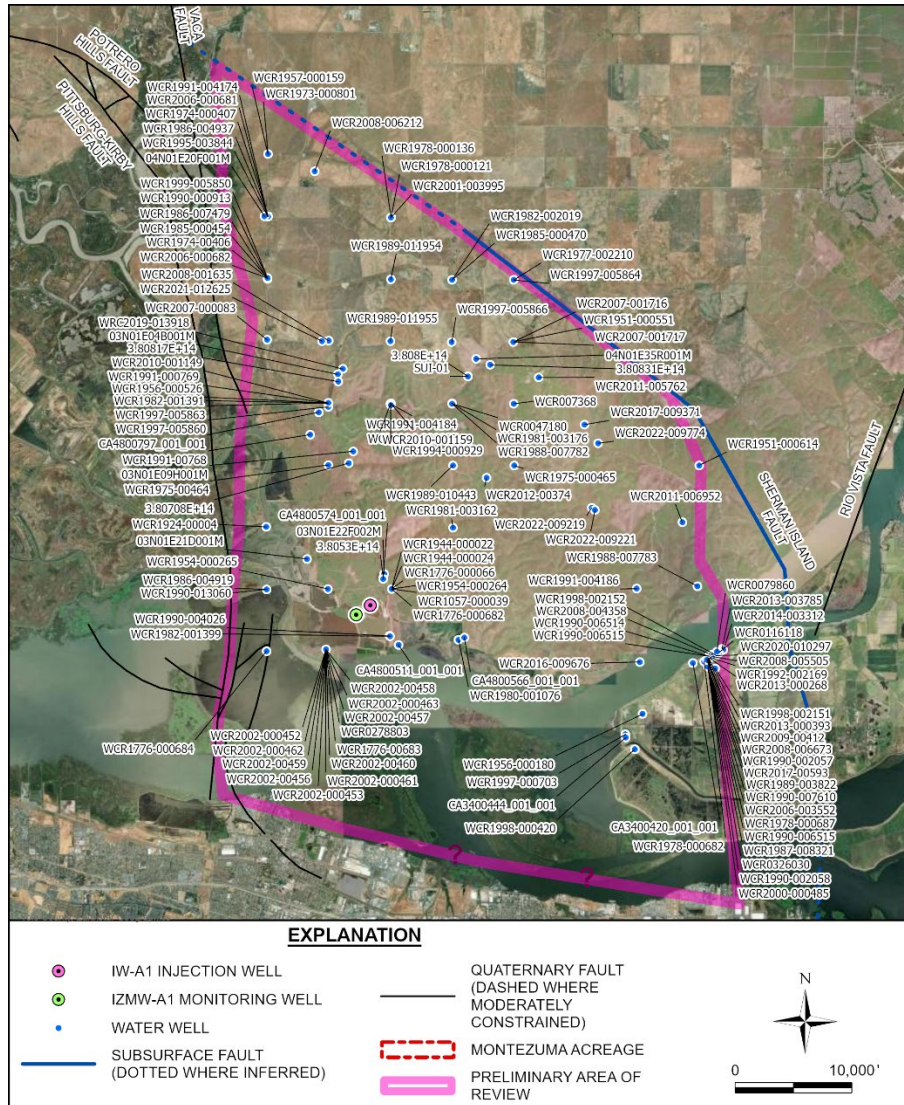 VACA
FAULT
POTRERO
HILLS FAULT
PITTSBURG-KIRBY
HILLS FAULT
WCR1957-000159
WCR1973-000801
WCR1991-004174
WCR2006-000681
WCR1974-000407
WCR1986-004937
WCR1995-003844
04N01E20F001M
WCR2008-006212
WCR1978-000136
WCR1978-000121
WCR2001-003995
WCR1999-005850
WCR1990-000913
WCR1986-007479
WCR1985-000454
WCR1974-00406
WCR2006-000682
WCR2008-001635
WCR2021-012625
WCR2007-000083
WCR1982-002019
WCR1985-000470
WCR1989-011954
WCR1977-002210
WCR1997-005864
WRC2019-013918
03N01E04B001M
3.80817E+14
WCR2010-001149
WCR1991-000769
WCR1956-000526
WCR1982-001391
WCR1997-005863
WCR1997-005860
CA4800797_001_001
WCR1991-00768
03N01E09H001M
WCR1975-00464
3.80708E+14
WCR1924-00004
03N01E21D001M
WCR1989-011955
WCR1997-005866
WCR2007-001716
WCR1951-000551
WCR2007-001717
3.808E+14
SUI-01
04N01E35R001M
3.80831E+14
WCR2011-005762
WCR007368
WCR2017-009371
WCR1991-004184
WCR2010-001159
WCR1994-000929
WCR0047180
WCR1981-003176
WCR1988-007782
WCR2022-009774
WCR1951-000614
RIO VISTA FAULT
SHERMAN ISLAND
FAULT
WCR1975-000465
WCR1989-010443
WCR2012-00374
WCR2011-006952
CA4800574_001_001
WCR1981-003162
WCR2022-009219
WCR2022-009221
03N01E22F002M
3.8053E+14
WCR1988-007783
WCR1954-000265
WCR1944-000022
WCR1944-000024
WCR1776-000066
WCR1954-000264
WCR1057-000039
WCR1776-000682
WCR1986-004919
WCR1990-013060
WCR1991-004186
WCR0079860
WCR2013-003785
WCR2014-003312
WCR1998-002152
WCR2008-004358
WCR1990-006514
WCR1990-006515
WCR0116118
WCR2020-010297
WCR2008-005505
WCR1992-002169
WCR2013-000268
WCR1990-004026
WCR1982-001399
CA4800511_001_001
CA4800566_001_001
WCR1980-001076
WCR2016-009676
WCR2002-00458
WCR2002-000463
WCR2002-00457
WCR0278803
WCR1776-000684
WCR2002-000452
WCR2002-000462
WCR2002-00459
WCR2002-00456
WCR2002-000453
WCR1776-00683
WCR2002-00460
WCR2002-000461
WCR1956-000180
WCR1997-000703
CA3400444_001_001
WCR1998-000420
CA3400420_001_001
WCR1978-000682
WCR1998-002151
WCR2013-000393
WCR2009-00412
WCR2008-006673
WCR1990-002057
WCR2017-00593
WCR1989-003822
WCR1990-007610
WCR2006-003552
WCR1978-000687
WCR1990-006515
WCR1987-008321
WCR0326030
WCR1990-002058
WCR2000-000485
?
?
EXPLANATION
IW-A1 INJECTION WELL
IZMW-A1 MONITORING WELL
WATER WELL
SUBSURFACE FAULT
(DOTTED WHERE INFERRED)
QUATERNARY FAULT
(DASHED WHERE
MODERATELY
CONSTRAINED)
MONTEZUMA ACREAGE
PRELIMINARY AREA OF
REVIEW
N
0 10,000'